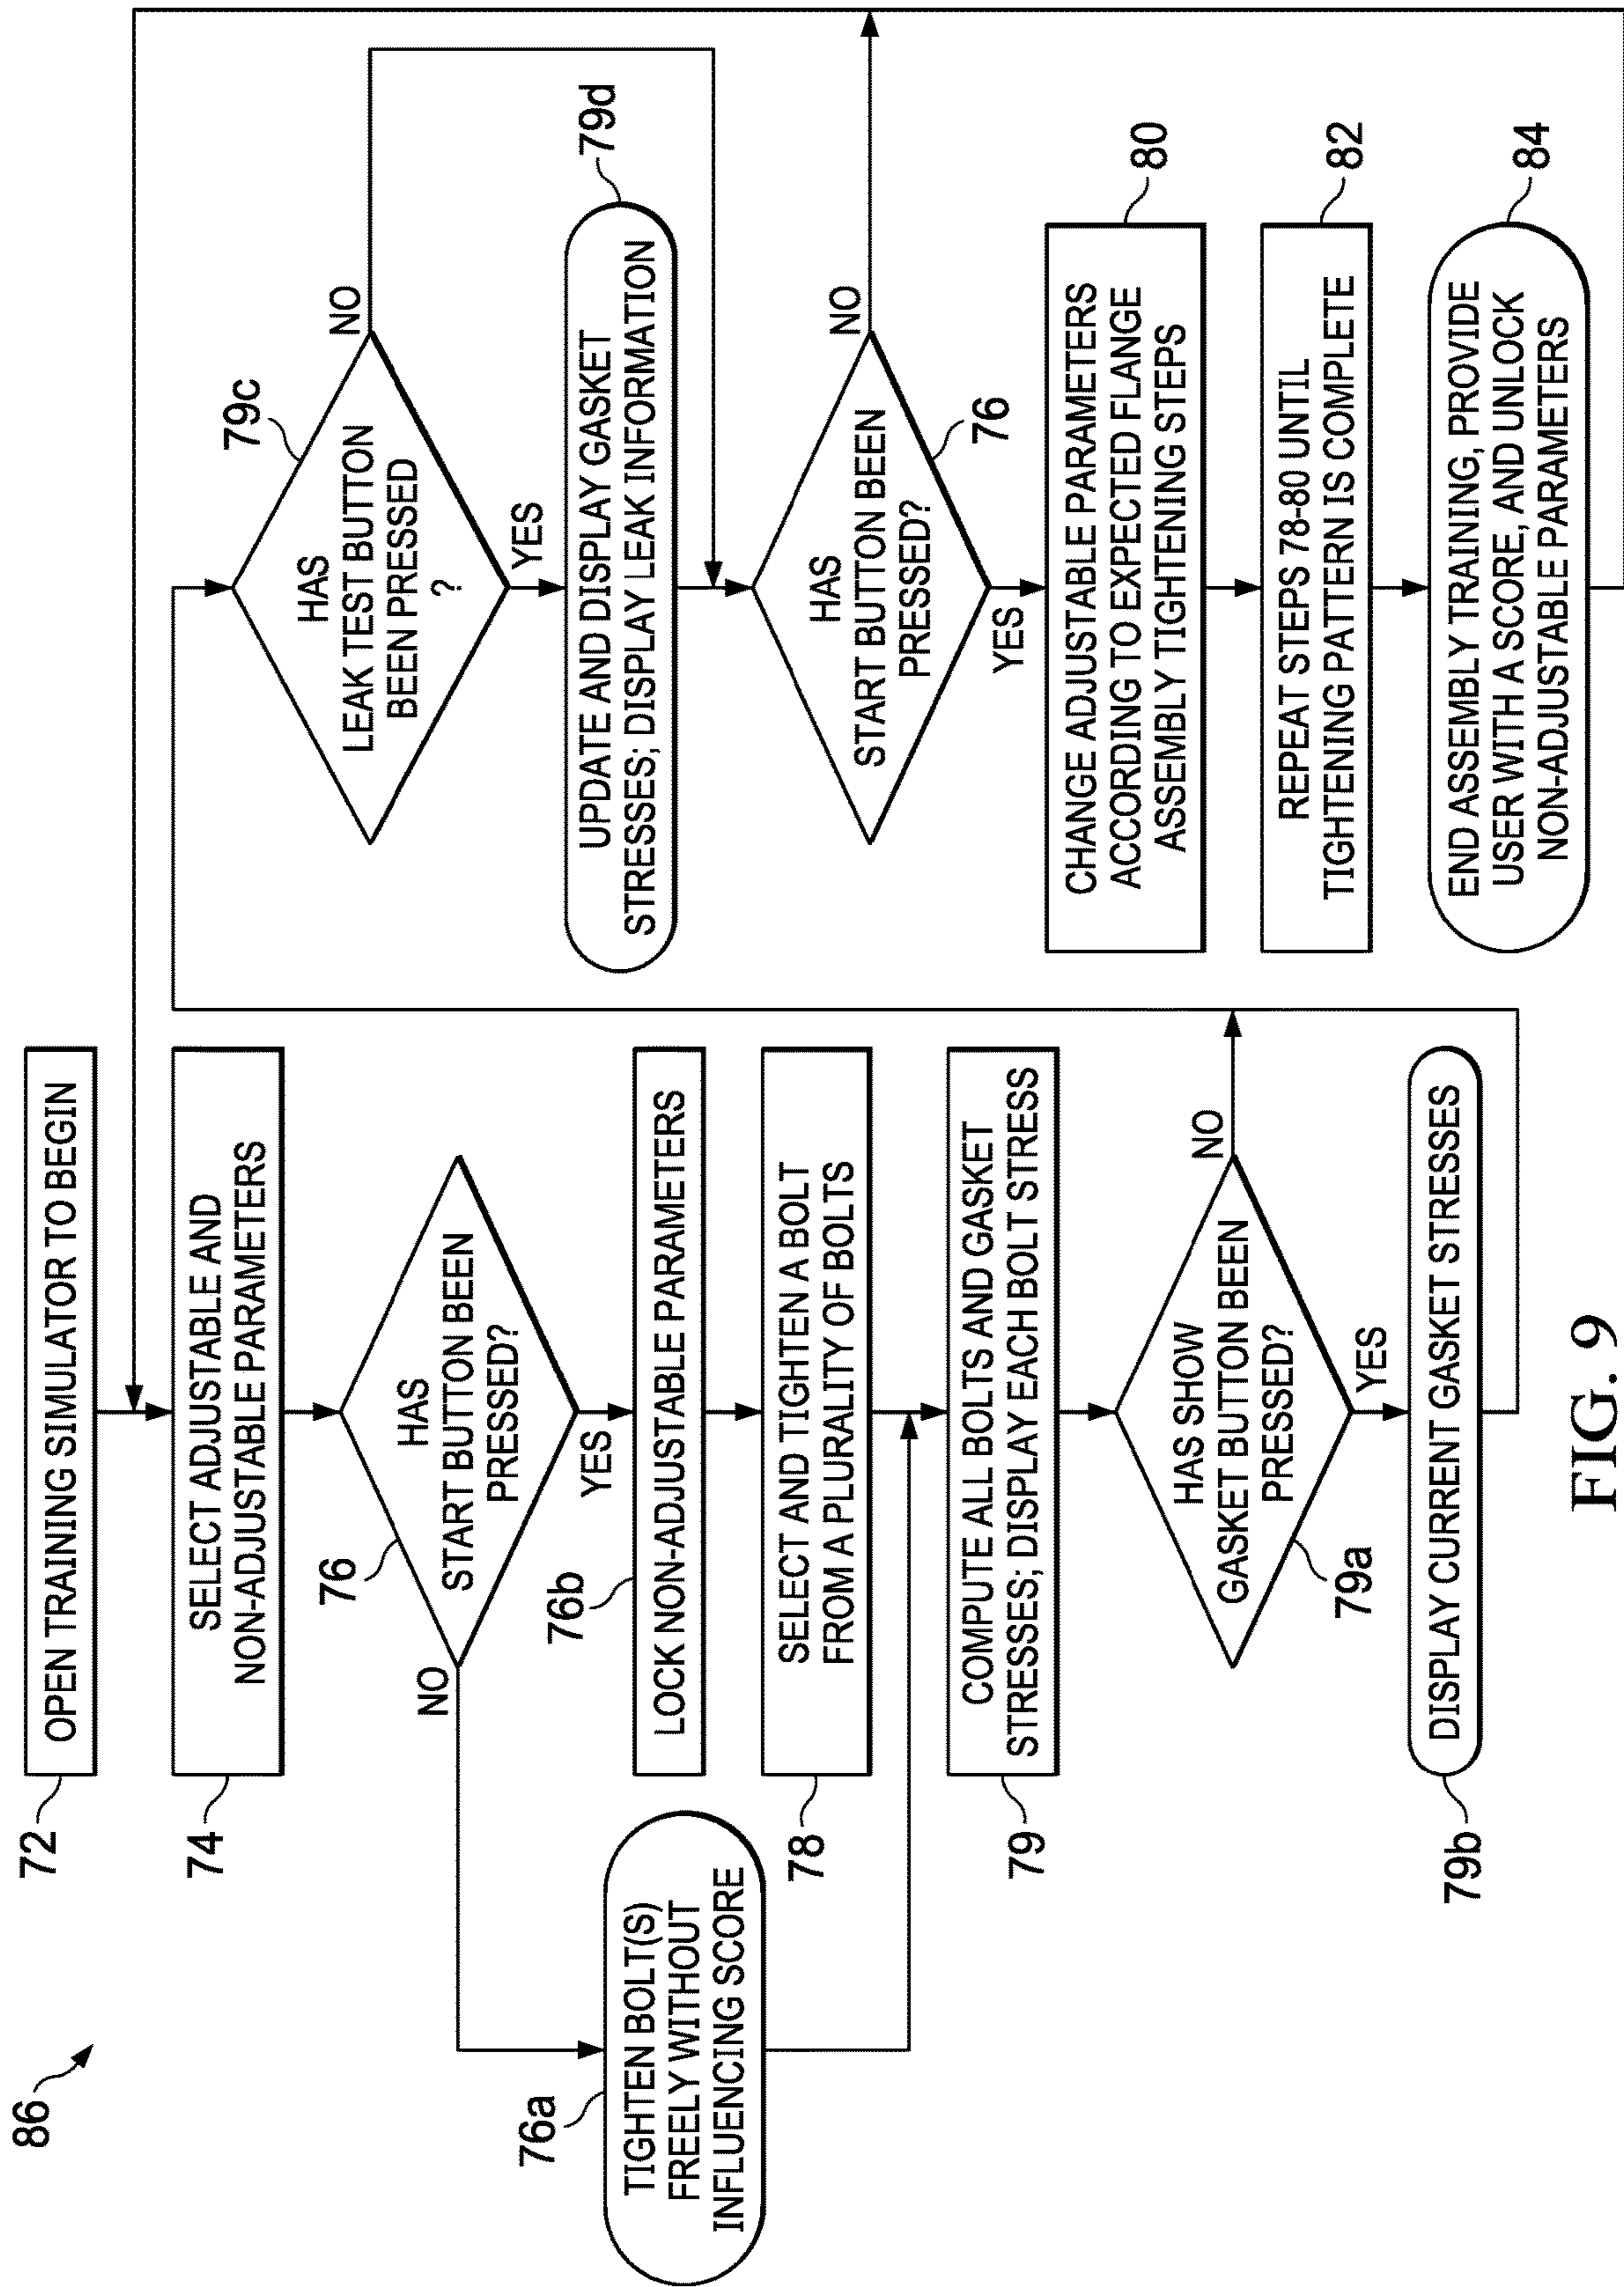 86
72
OPEN TRAINING SIMULATOR TO BEGIN
74
SELECT ADJUSTABLE AND
NON-ADJUSTABLE PARAMETERS
76
HAS
START BUTTON BEEN
PRESSED?
NO
YES
76a
TIGHTEN BOLT(S)
FREELY WITHOUT
INFLUENCING SCORE
76b
LOCK NON-ADJUSTABLE PARAMETERS
78
SELECT AND TIGHTEN A BOLT
FROM A PLURALITY OF BOLTS
79
COMPUTE ALL BOLTS AND GASKET
STRESSES; DISPLAY EACH BOLT STRESS
HAS SHOW
GASKET BUTTON BEEN
PRESSED?
79a
NO
YES
79b
DISPLAY CURRENT GASKET STRESSES
79c
HAS
LEAK TEST BUTTON
BEEN PRESSED
?
NO
YES
79d
UPDATE AND DISPLAY GASKET
STRESSES; DISPLAY LEAK INFORMATION
HAS
START BUTTON BEEN
PRESSED?
NO
76
YES
CHANGE ADJUSTABLE PARAMETERS
ACCORDING TO EXPECTED FLANGE
ASSEMBLY TIGHTENING STEPS
80
REPEAT STEPS 78-80 UNTIL
TIGHTENING PATTERN IS COMPLETE
82
END ASSEMBLY TRAINING, PROVIDE
USER WITH A SCORE, AND UNLOCK
NON-ADJUSTABLE PARAMETERS
84
FIG. 9